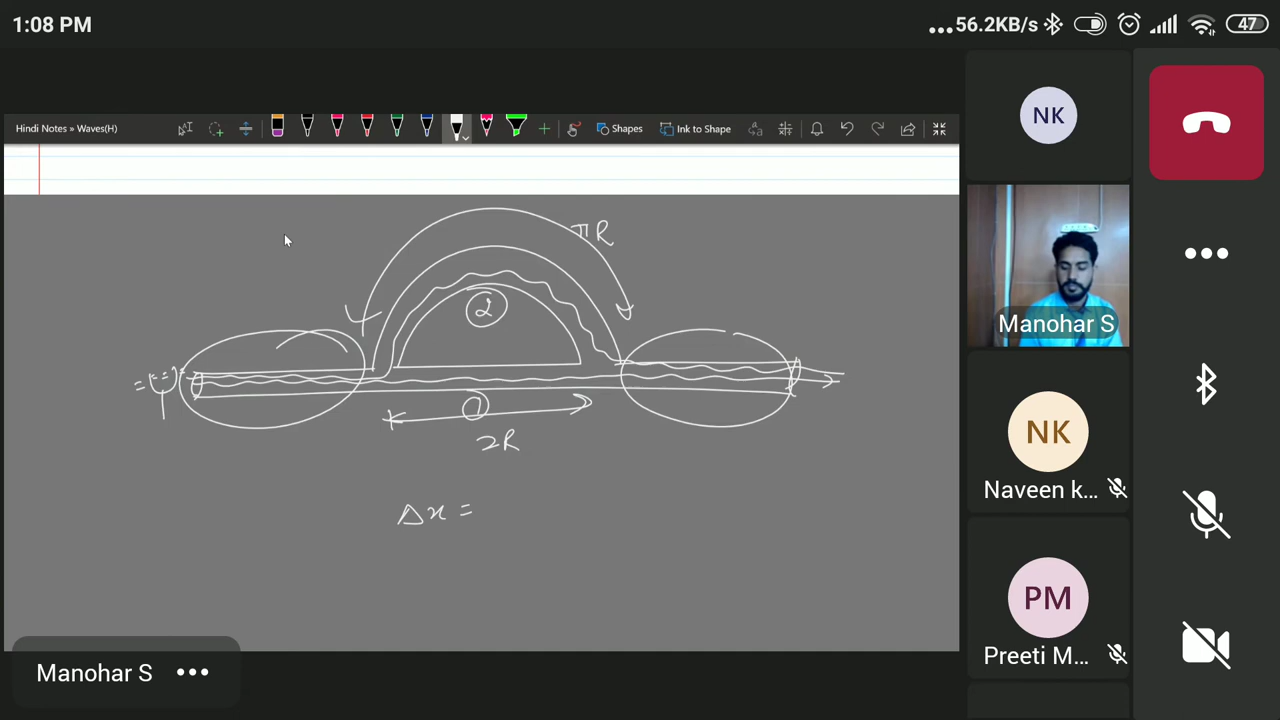 1:08 PM
...56.2KB/s
47
Hindi Notes » Waves(H)
Shapes
Ink to Shape
πR
2
1
2R
Δx =
NK
Manohar S
NK
Naveen k...
PM
Preeti M...
Manohar S